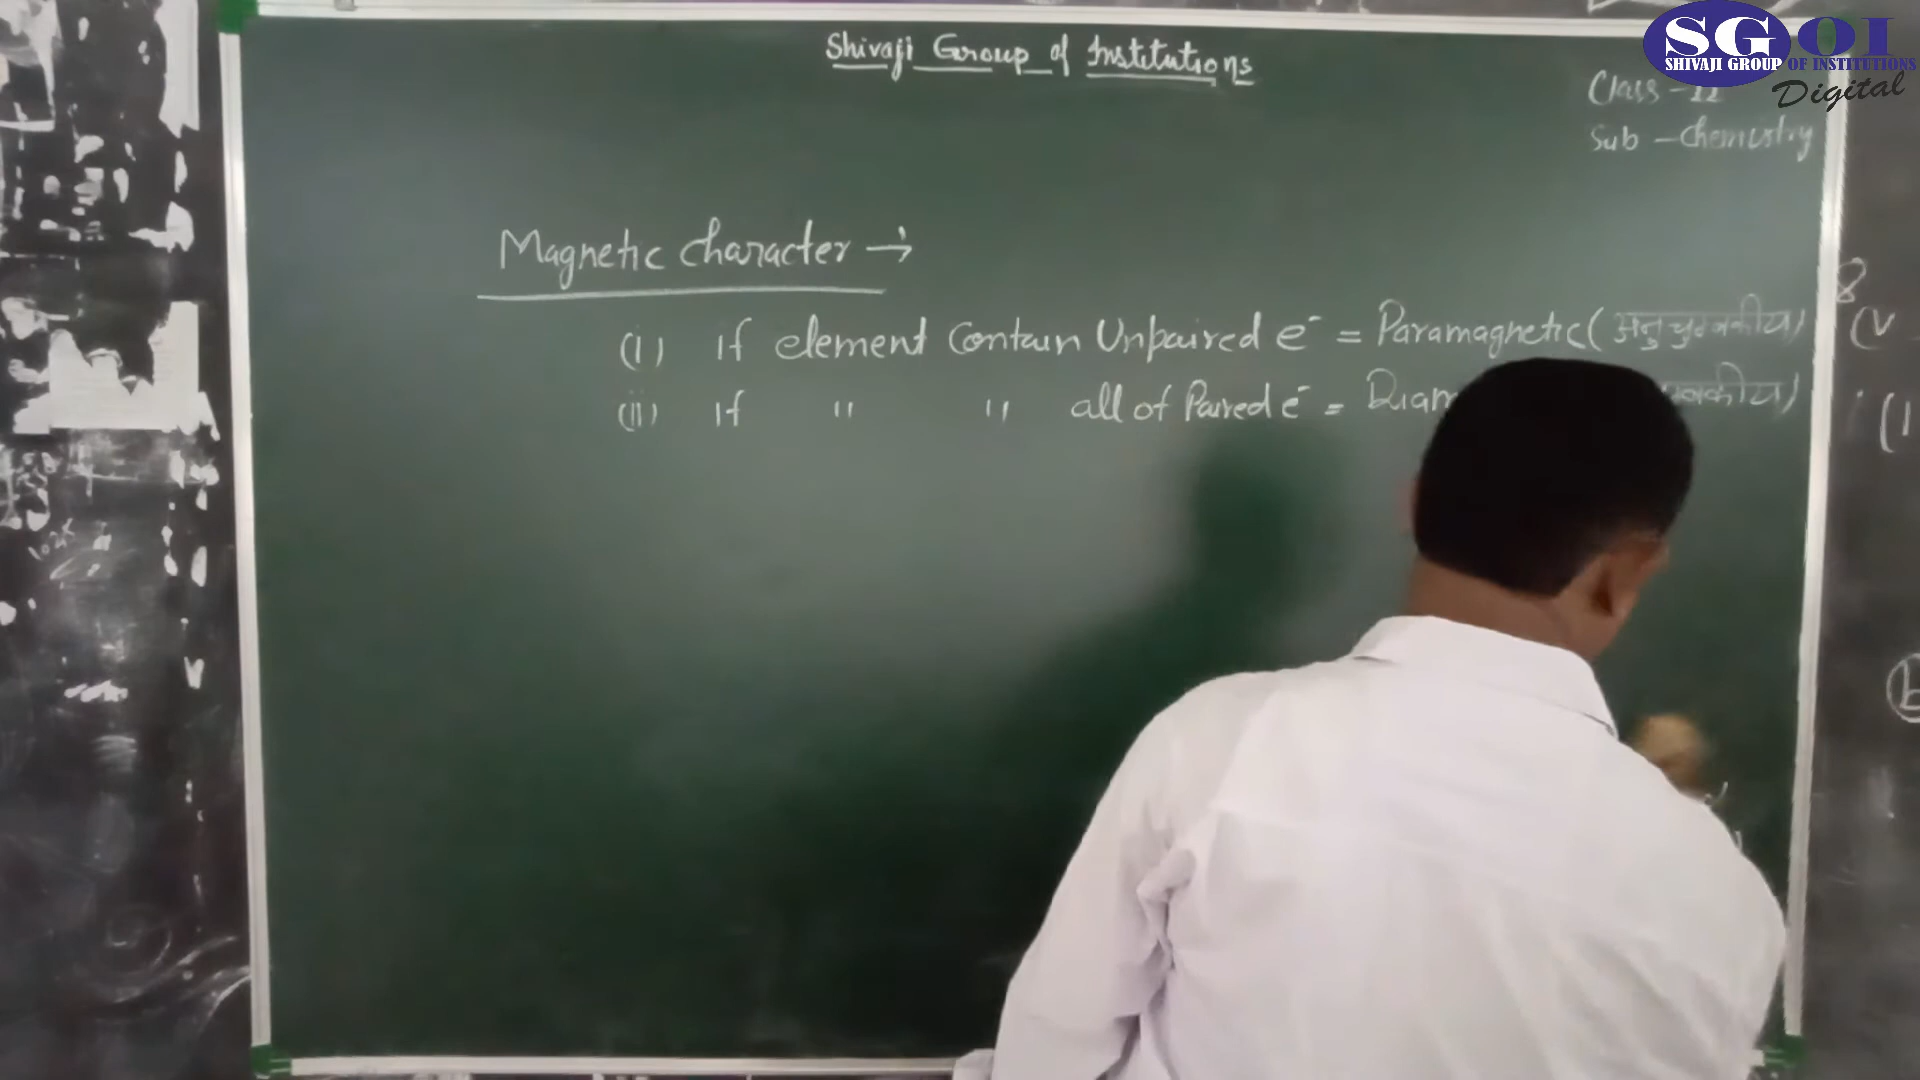 Shivaji Group of Institutions
SGOI
SHIVAJI GROUP OF INSTITUTIONS
Digital
Class - 12
Sub - Chemistry
Magnetic Character →
(i) If element Contain Unpaired e⁻ = Paramagnetic (अनुचुम्बकीय)
(ii) If " " all of Paired e⁻ =